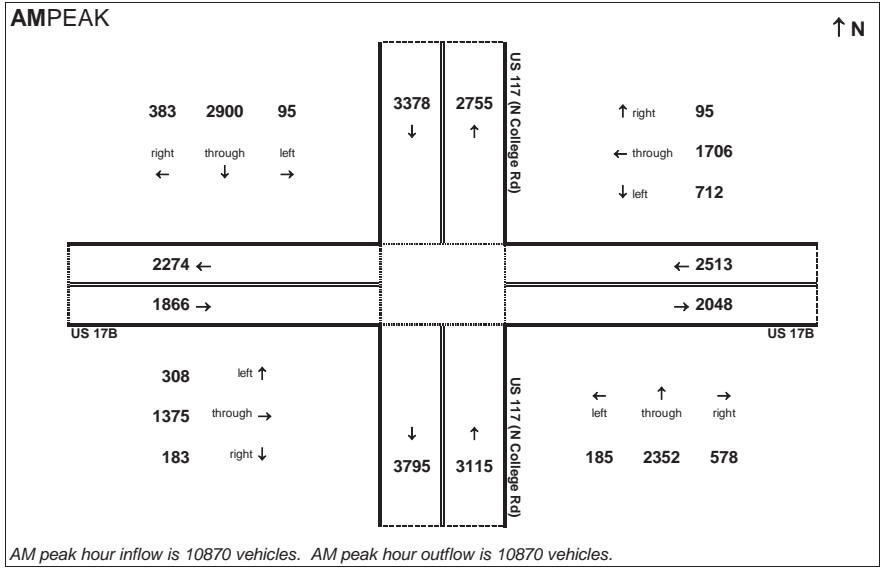 AMPEAK
↑ N
383 2900 95
right through left
← ↓ →
3378 2755
↓ ↑
US 117 (N College Rd)
↑ right 95
← through 1706
↓ left 712
2274 ←
← 2513
1866 →
→ 2048
US 17B
US 17B
308 left ↑
1375 through →
183 right ↓
↓ ↑
3795 3115
US 117 (N College Rd)
← ↑ →
left through right
185 2352 578
AM peak hour inflow is 10870 vehicles. AM peak hour outflow is 10870 vehicles.